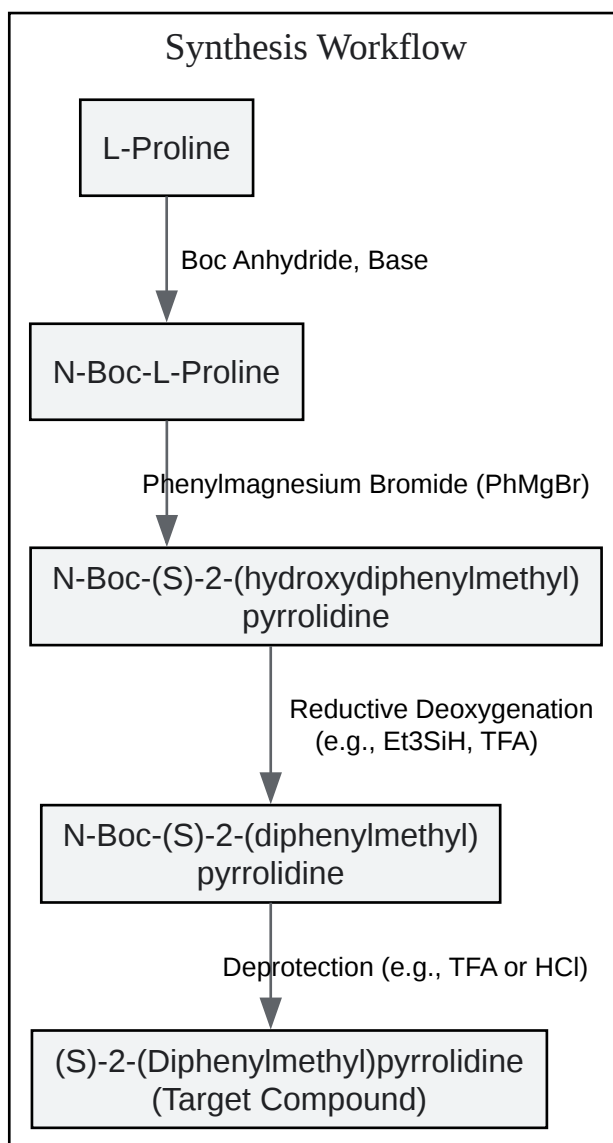 Synthesis Workflow
L-Proline
Boc Anhydride, Base
N-Boc-L-Proline
Phenylmagnesium Bromide (PhMgBr)
N-Boc-(S)-2-(hydroxydiphenylmethyl)
pyrrolidine
Reductive Deoxygenation
(e.g., Et3SiH, TFA)
N-Boc-(S)-2-(diphenylmethyl)
pyrrolidine
Deprotection (e.g., TFA or HCl)
(S)-2-(Diphenylmethyl)pyrrolidine
(Target Compound)